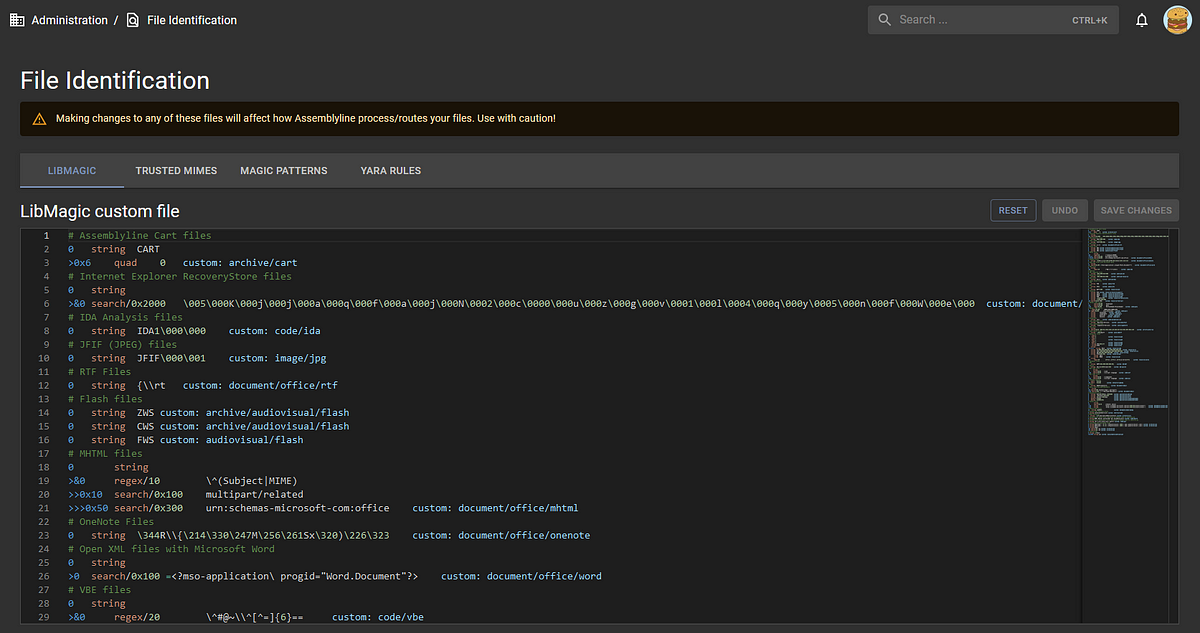 Administration / File Identification
Search ... CTRL+K
File Identification
Making changes to any of these files will affect how Assemblyline process/routes your files. Use with caution!
LIBMAGIC TRUSTED MIMES MAGIC PATTERNS YARA RULES
LibMagic custom file RESET UNDO SAVE CHANGES
1 # Assemblyline Cart files
2 0 string CART
3 >0x6 quad 0 custom: archive/cart
4 # Internet Explorer RecoveryStore files
5 0 string
6 >&0 search/0x2000 \005\000K\000j\000j\000a\000q\000f\000a\000j\000N\0002\000c\0000\000u\000z\000g\000v\0001\000l\0004\000q\000y\0005\000n\000f\000W\000e\000 custom: document/
7 # IDA Analysis files
8 0 string IDA1\000\000 custom: code/ida
9 # JFIF (JPEG) files
10 0 string JFIF\000\001 custom: image/jpg
11 # RTF Files
12 0 string {\\rt custom: document/office/rtf
13 # Flash files
14 0 string ZWS custom: archive/audiovisual/flash
15 0 string CWS custom: archive/audiovisual/flash
16 0 string FWS custom: audiovisual/flash
17 # MHTML files
18 0 string
19 >&0 regex/10 \^(Subject|MIME)
20 >>0x10 search/0x100 multipart/related
21 >>>0x50 search/0x300 urn:schemas-microsoft-com:office custom: document/office/mhtml
22 # OneNote Files
23 0 string \344R\\{\214\330\247M\256\261Sx\320)\226\323 custom: document/office/onenote
24 # Open XML files with Microsoft Word
25 0 string
26 >0 search/0x100 =<?mso-application\ progid="Word.Document"?> custom: document/office/word
27 # VBE files
28 0 string
29 >&0 regex/20 \^#@~\\^[^=]{6}== custom: code/vbe